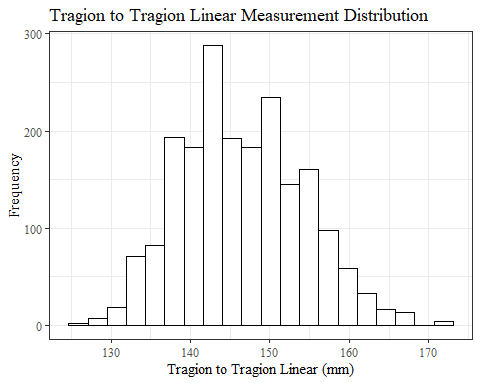 Tragion to Tragion Linear Measurement Distribution
300
200
100
0
Frequency
130 140 150 160 170
Tragion to Tragion Linear (mm)